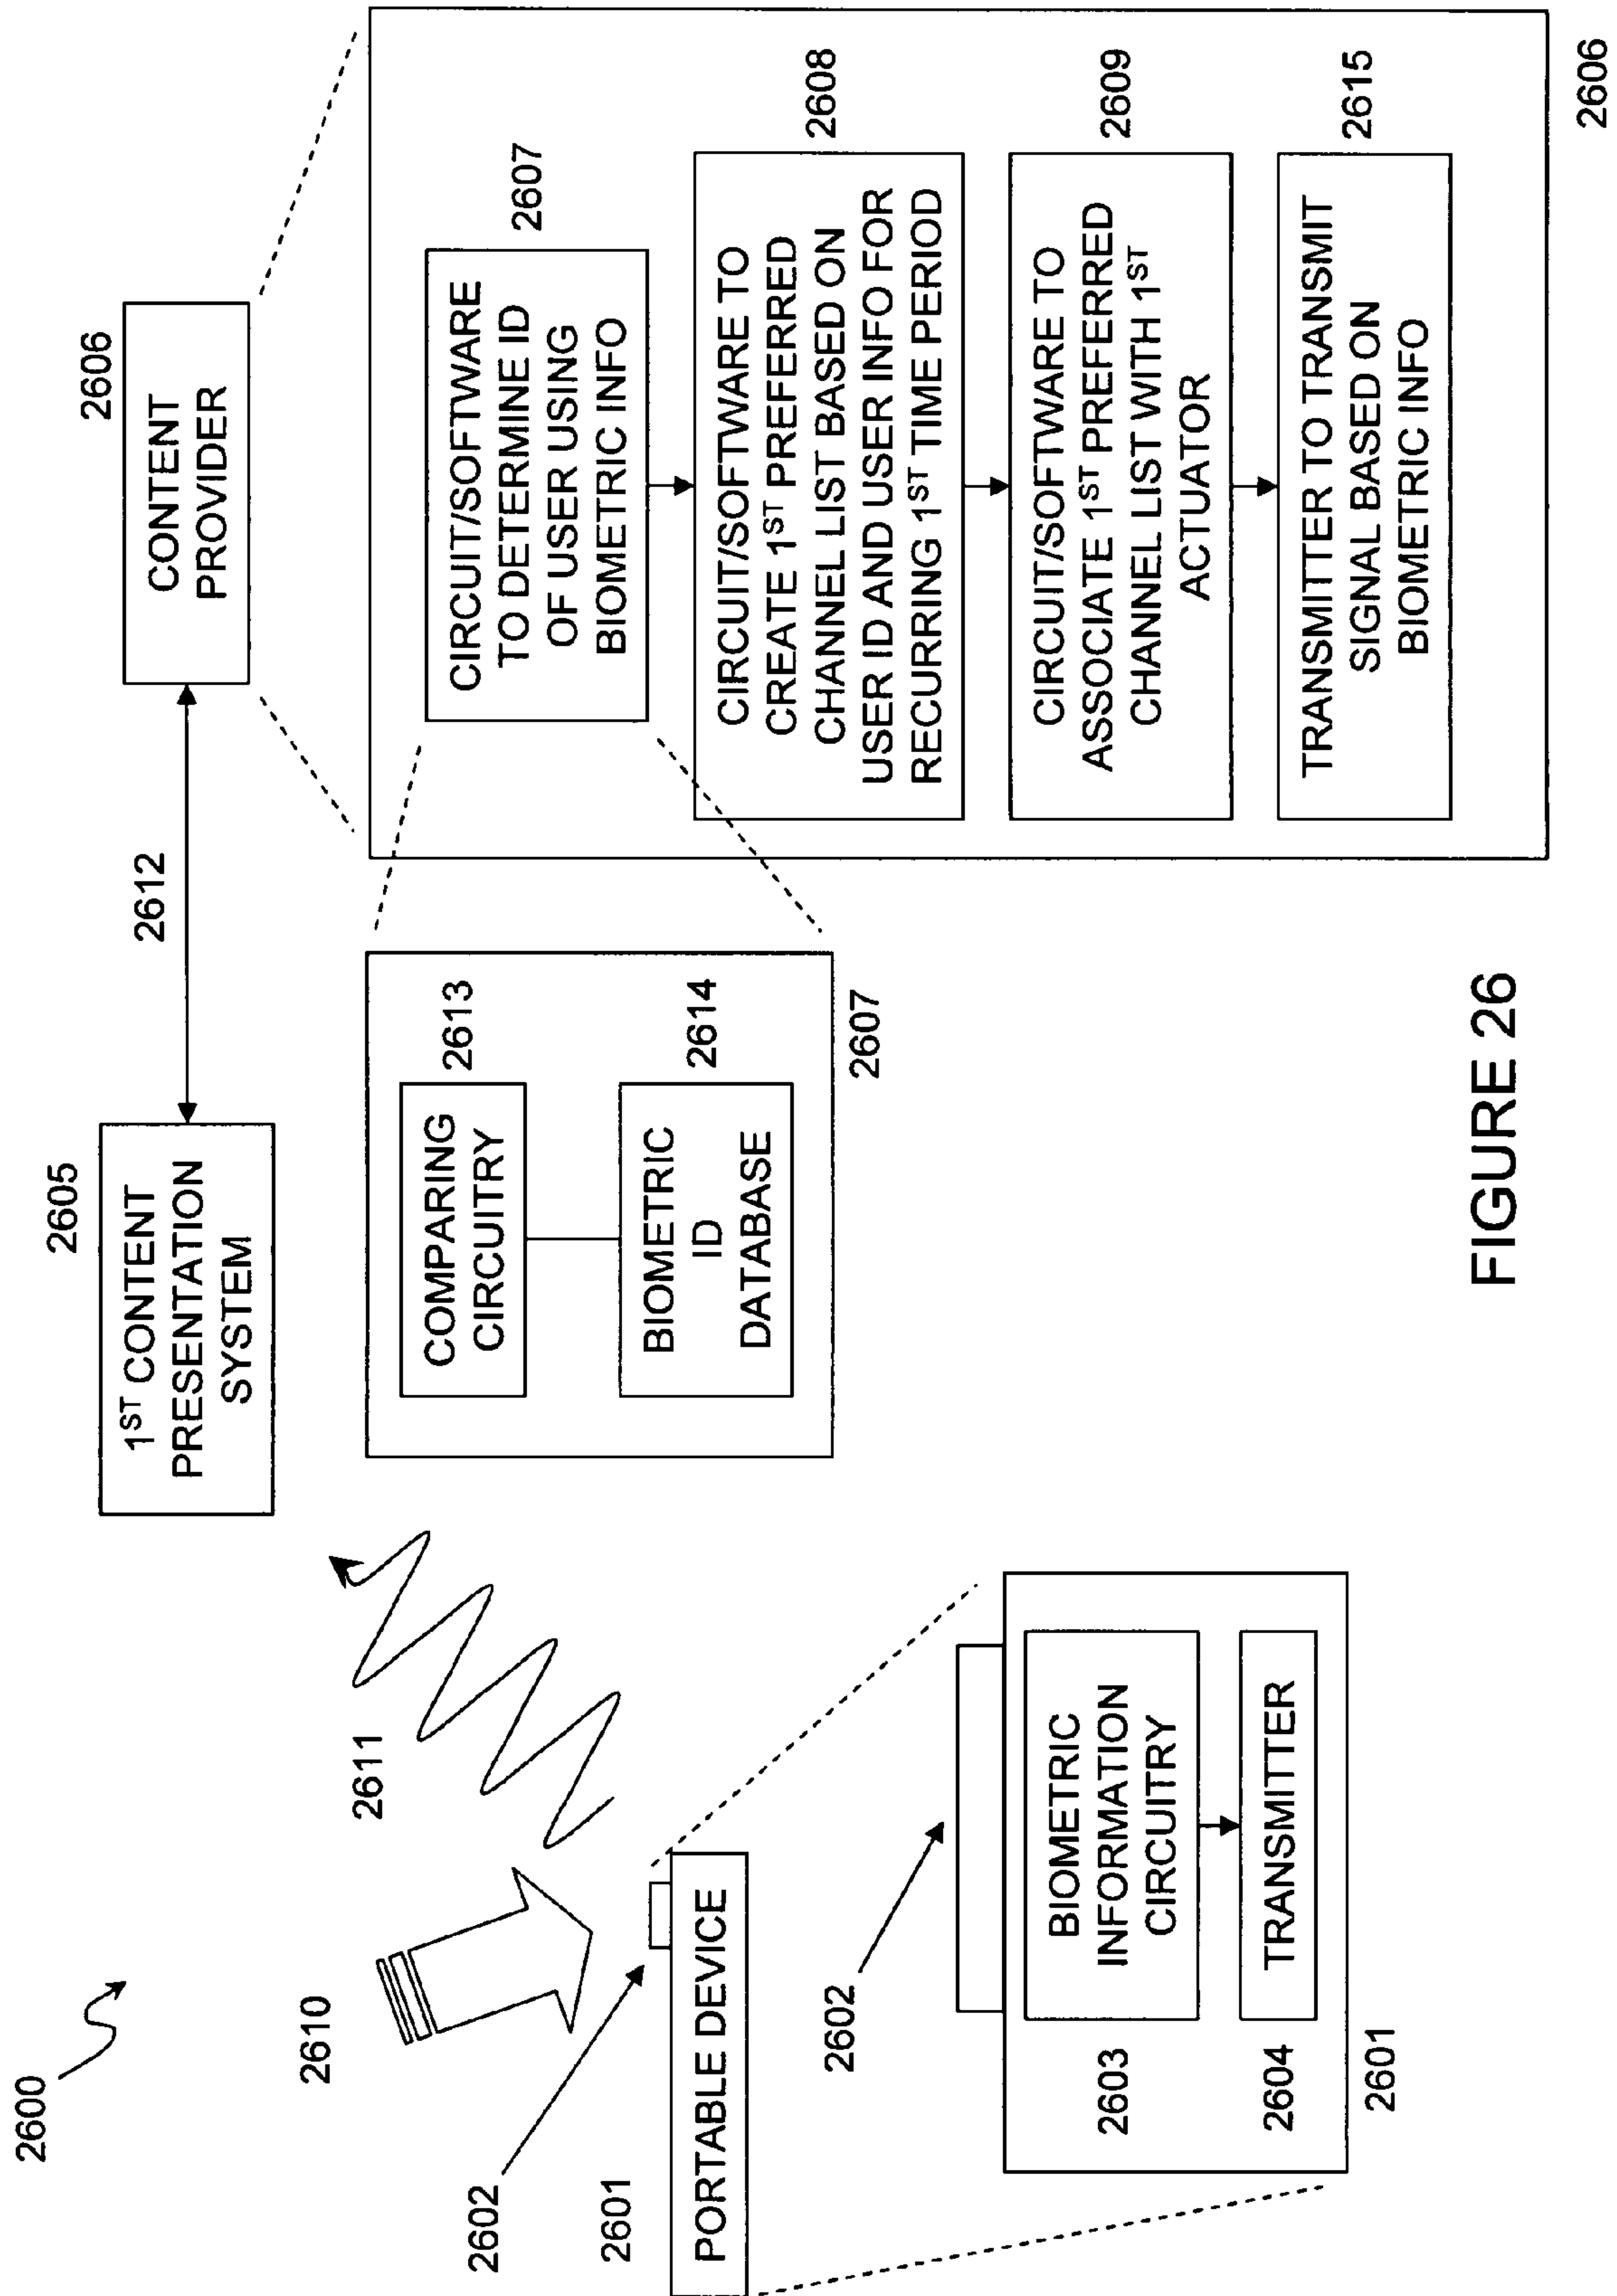 2600
2605
1ST CONTENT
PRESENTATION
SYSTEM
2612
2606
CONTENT
PROVIDER
2610
2611
2602
2601
PORTABLE DEVICE
2602
2603
BIOMETRIC
INFORMATION
CIRCUITRY
2604
TRANSMITTER
2601
COMPARING
CIRCUITRY
2613
BIOMETRIC
ID
DATABASE
2614
2607
CIRCUIT/SOFTWARE
TO DETERMINE ID
OF USER USING
BIOMETRIC INFO
2607
CIRCUIT/SOFTWARE TO
CREATE 1ST PREFERRED
CHANNEL LIST BASED ON
USER ID AND USER INFO FOR
RECURRING 1ST TIME PERIOD
2608
CIRCUIT/SOFTWARE TO
ASSOCIATE 1ST PREFERRED
CHANNEL LIST WITH 1ST
ACTUATOR
2609
TRANSMITTER TO TRANSMIT
SIGNAL BASED ON
BIOMETRIC INFO
2615
2606
FIGURE 26